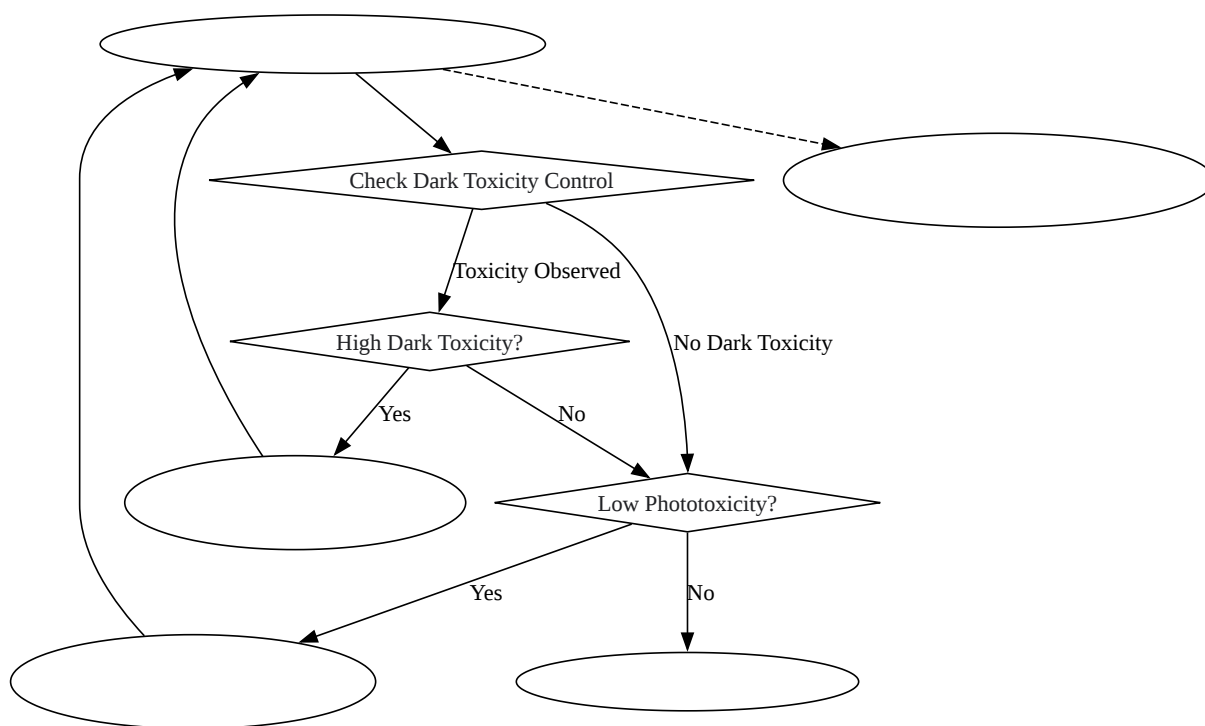 Check Dark Toxicity Control
Toxicity Observed
High Dark Toxicity?
No Dark Toxicity
Yes
No
Low Phototoxicity?
Yes
No